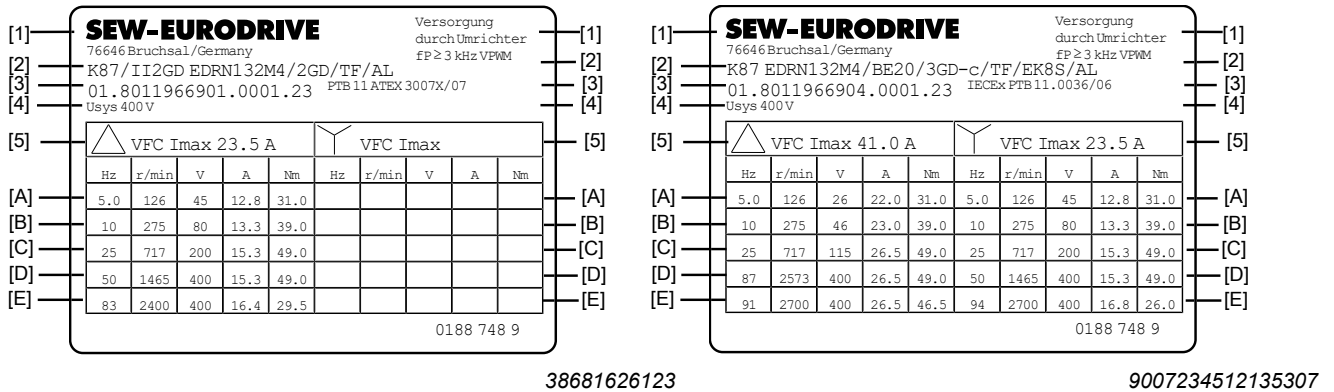 [1] SEW-EURODRIVE Versorgung durch Umrichter fP ≥ 3 kHz VPWM [1]
76646 Bruchsal/Germany
[2] K87/II2GD EDRN132M4/2GD/TF/AL [2]
[3] 01.8011966901.0001.23 PTB 11 ATEX 3007X/07 [3]
[4] Usys 400 V [4]
[5] △ VFC Imax 23.5 A Y VFC Imax [5]
Hz r/min V A Nm Hz r/min V A Nm
[A] 5.0 126 45 12.8 31.0 [A]
[B] 10 275 80 13.3 39.0 [B]
[C] 25 717 200 15.3 49.0 [C]
[D] 50 1465 400 15.3 49.0 [D]
[E] 83 2400 400 16.4 29.5 [E]
0188 748 9
38681626123
[1] SEW-EURODRIVE Versorgung durch Umrichter fP ≥ 3 kHz VPWM [1]
76646 Bruchsal/Germany
[2] K87 EDRN132M4/BE20/3GD-c/TF/EK8S/AL [2]
[3] 01.8011966904.0001.23 IECEx PTB 11.0036/06 [3]
[4] Usys 400 V [4]
[5] △ VFC Imax 41.0 A Y VFC Imax 23.5 A [5]
Hz r/min V A Nm Hz r/min V A Nm
[A] 5.0 126 26 22.0 31.0 5.0 126 45 12.8 31.0 [A]
[B] 10 275 46 23.0 39.0 10 275 80 13.3 39.0 [B]
[C] 25 717 115 26.5 49.0 25 717 200 15.3 49.0 [C]
[D] 87 2573 400 26.5 49.0 50 1465 400 15.3 49.0 [D]
[E] 91 2700 400 26.5 46.5 94 2700 400 16.8 26.0 [E]
0188 748 9
9007234512135307